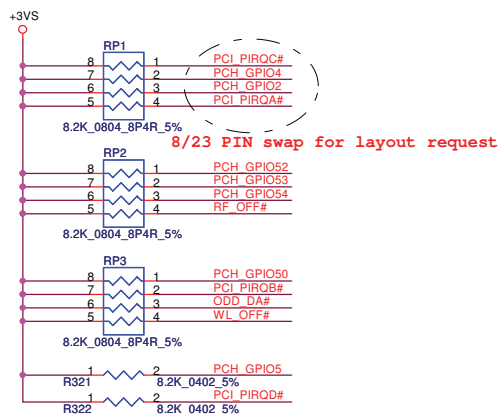 +3VS
RP1
8 1 PCI_PIRQC#
7 2 PCH_GPIO4
6 3 PCH_GPIO2
5 4 PCI_PIRQA#
8.2K_0804_8P4R_5%
8/23 PIN swap for layout request
RP2
8 1 PCH_GPIO52
7 2 PCH_GPIO53
6 3 PCH_GPIO54
5 4 RF_OFF#
8.2K_0804_8P4R_5%
RP3
8 1 PCH_GPIO50
7 2 PCI_PIRQB#
6 3 ODD_DA#
5 4 WL_OFF#
8.2K_0804_8P4R_5%
1 2 PCH_GPIO5
R321 8.2K_0402_5%
1 2 PCI_PIRQD#
R322 8.2K_0402_5%